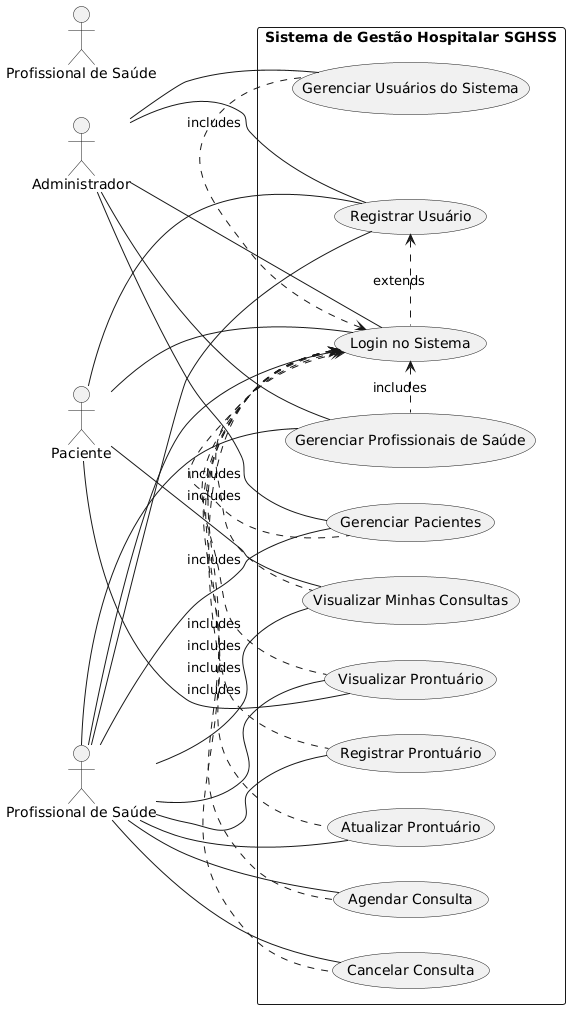 Sistema de Gestão Hospitalar SGHSS
Profissional de Saúde
Gerenciar Usuários do Sistema
includes
Administrador
Registrar Usuário
extends
Login no Sistema
includes
Gerenciar Profissionais de Saúde
Paciente
includes
includes
Gerenciar Pacientes
includes
Visualizar Minhas Consultas
includes
includes
includes
Visualizar Prontuário
includes
Registrar Prontuário
Profissional de Saúde
Atualizar Prontuário
Agendar Consulta
Cancelar Consulta